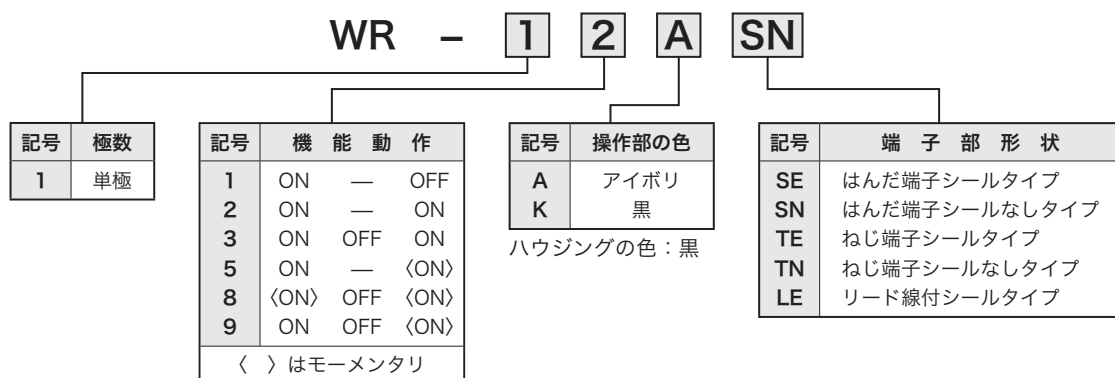 WR － 1 2 A SN
記号 極数
1 単極
記号 機能動作
1 ON — OFF
2 ON — ON
3 ON OFF ON
5 ON — 〈ON〉
8 〈ON〉 OFF 〈ON〉
9 ON OFF 〈ON〉
〈 〉はモーメンタリ
記号 操作部の色
A アイボリ
K 黒
ハウジングの色：黒
記号 端子部形状
SE はんだ端子シールタイプ
SN はんだ端子シールなしタイプ
TE ねじ端子シールタイプ
TN ねじ端子シールなしタイプ
LE リード線付シールタイプ